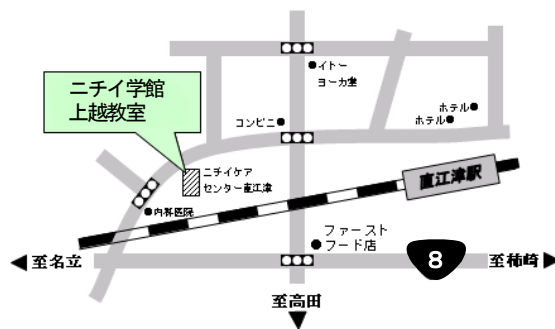 イトー
ヨーカ堂
ニチイ学館
上越教室
コンビニ
ホテル
ホテル
ニチイケア
センター直江津
直江津駅
内科医院
ファースト
フード店
至名立
8
至柿崎
至高田